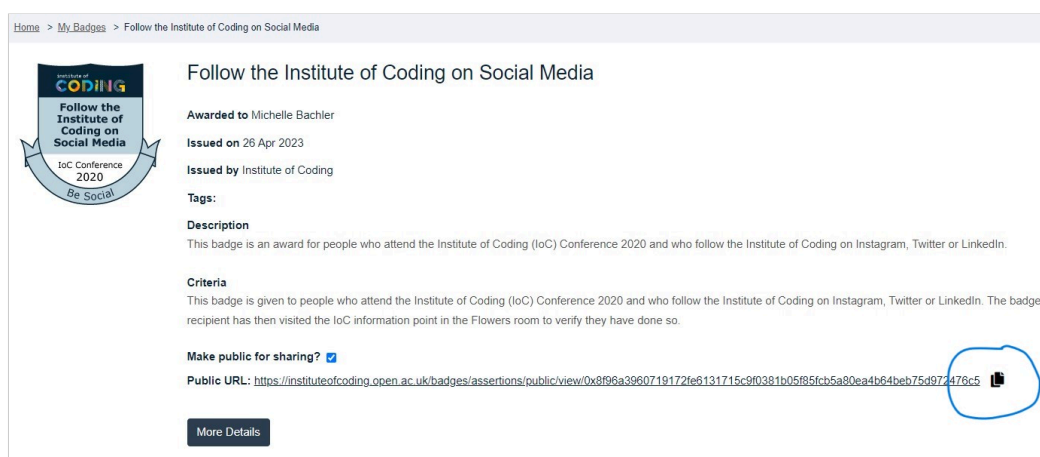 Home > My Badges > Follow the Institute of Coding on Social Media
institute of
CODING
Follow the
Institute of
Coding on
Social Media
IoC Conference
2020
Be Social
Follow the Institute of Coding on Social Media
Awarded to Michelle Bachler
Issued on 26 Apr 2023
Issued by Institute of Coding
Tags:
Description
This badge is an award for people who attend the Institute of Coding (IoC) Conference 2020 and who follow the Institute of Coding on Instagram, Twitter or LinkedIn.
Criteria
This badge is given to people who attend the Institute of Coding (IoC) Conference 2020 and who follow the Institute of Coding on Instagram, Twitter or LinkedIn. The badge
recipient has then visited the IoC information point in the Flowers room to verify they have done so.
Make public for sharing?
Public URL: https://instituteofcoding.open.ac.uk/badges/assertions/public/view/0x8f96a3960719172fe6131715c9f0381b05f85fcb5a80ea4b64beb75d972476c5
More Details